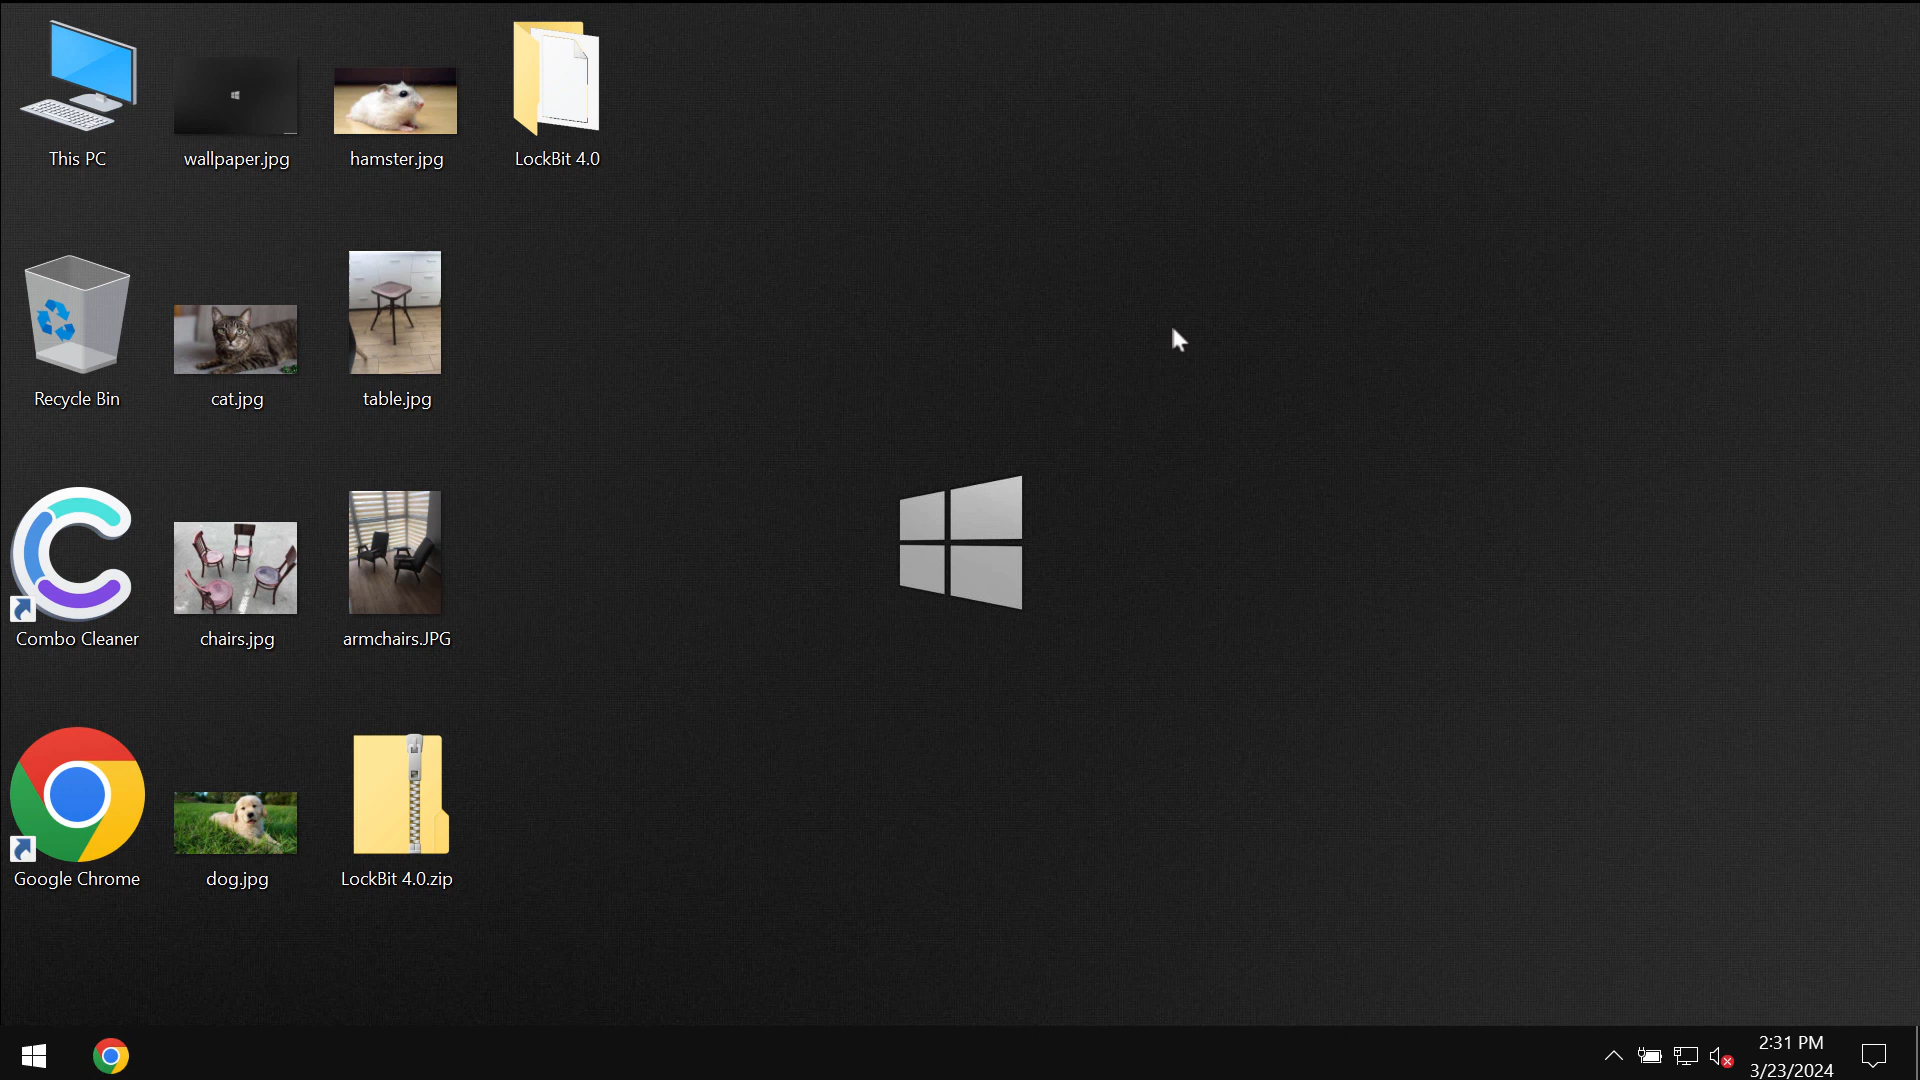 This PC
wallpaper.jpg
hamster.jpg
LockBit 4.0
Recycle Bin
cat.jpg
table.jpg
Combo Cleaner
chairs.jpg
armchairs.JPG
Google Chrome
dog.jpg
LockBit 4.0.zip
2:31 PM
3/23/2024